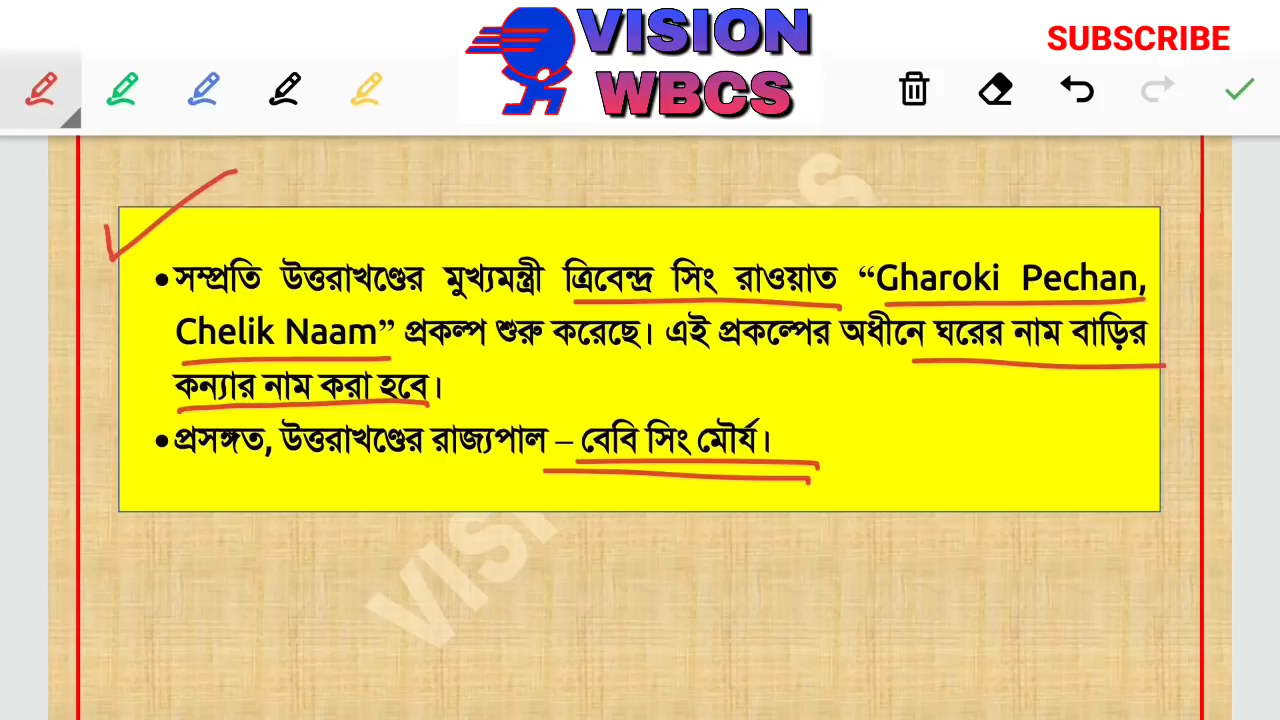 VISION
WBCS
SUBSCRIBE
• সম্প্রতি উত্তরাখণ্ডের মুখ্যমন্ত্রী ত্রিবেন্দ্র সিং রাওয়াত “Gharoki Pechan,
Chelik Naam” প্রকল্প শুরু করেছে। এই প্রকল্পের অধীনে ঘরের নাম বাড়ির
কন্যার নাম করা হবে।
• প্রসঙ্গত, উত্তরাখণ্ডের রাজ্যপাল – বেবি সিং মৌর্য।